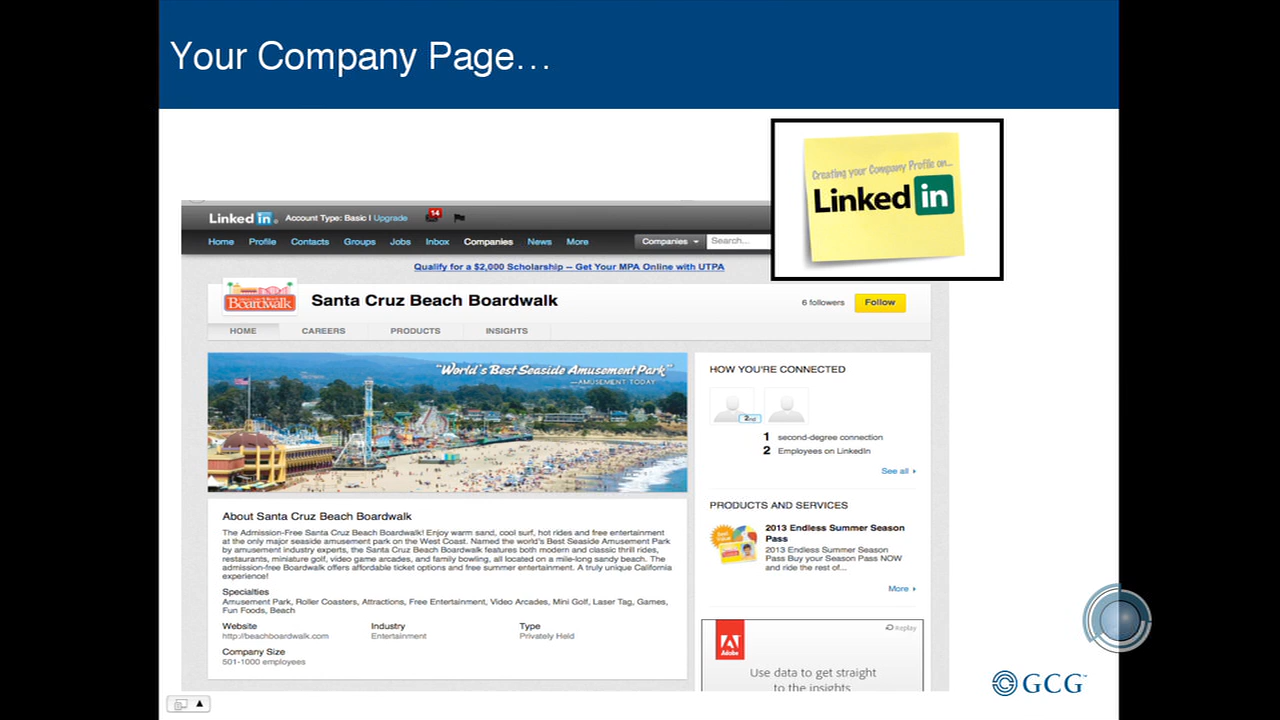 Your Company Page…
Creating your Company Profile on...
Linked in
Linked in® Account Type: Basic | Upgrade 14
Home Profile Contacts Groups Jobs Inbox Companies News More Companies Search...
Qualify for a $2,000 Scholarship – Get Your MPA Online with UTPA
Boardwalk Santa Cruz Beach Boardwalk 6 followers Follow
HOME CAREERS PRODUCTS INSIGHTS
"World's Best Seaside Amusement Park"
—AMUSEMENT TODAY
About Santa Cruz Beach Boardwalk
The Admission-Free Santa Cruz Beach Boardwalk! Enjoy warm sand, cool surf, hot rides and free entertainment
at the only major seaside amusement park on the West Coast. Named the world's Best Seaside Amusement Park
by amusement industry experts, the Santa Cruz Beach Boardwalk features both modern and classic thrill rides,
restaurants, miniature golf, video game arcades, and family bowling, all located on a mile-long sandy beach. The
admission-free Boardwalk offers affordable ticket options and free summer entertainment. A truly unique California
experience!
Specialties
Amusement Park, Roller Coasters, Attractions, Free Entertainment, Video Arcades, Mini Golf, Laser Tag, Games,
Fun Foods, Beach
Website Industry Type
http://beachboardwalk.com Entertainment Privately Held
Company Size
501-1000 employees
HOW YOU'RE CONNECTED
2nd
1 second-degree connection
2 Employees on LinkedIn
See all
PRODUCTS AND SERVICES
2013 Endless Summer Season
Pass
2013 Endless Summer Season
Pass Buy your Season Pass NOW
and ride the rest of...
More
Replay
Adobe
Use data to get straight
to the insights
GCG™